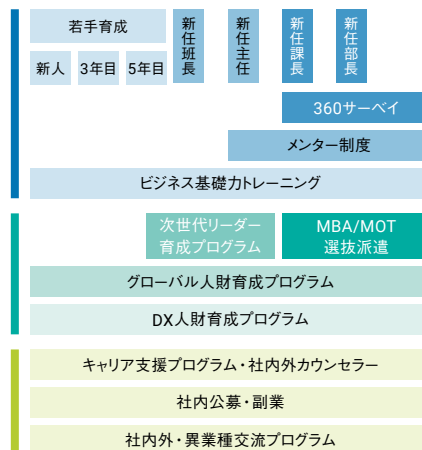 若手育成
新人
3年目
5年目
新任班長
新任主任
新任課長
新任部長
360サーベイ
メンター制度
ビジネス基礎力トレーニング
次世代リーダー
育成プログラム
MBA/MOT
選抜派遣
グローバル人財育成プログラム
DX人財育成プログラム
キャリア支援プログラム・社内外カウンセラー
社内公募・副業
社内外・異業種交流プログラム